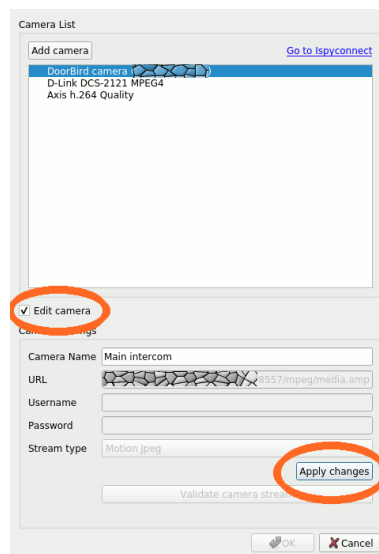 Camera List
Add camera Go to Ispyconnect
DoorBird camera (
D-Link DCS-2121 MPEG4
Axis h.264 Quality
Edit camera
Camera Name Main intercom
URL 8557/mpeg/media.amp
Username
Password
Stream type Motion Jpeg
Apply changes
Validate camera stream
OK Cancel